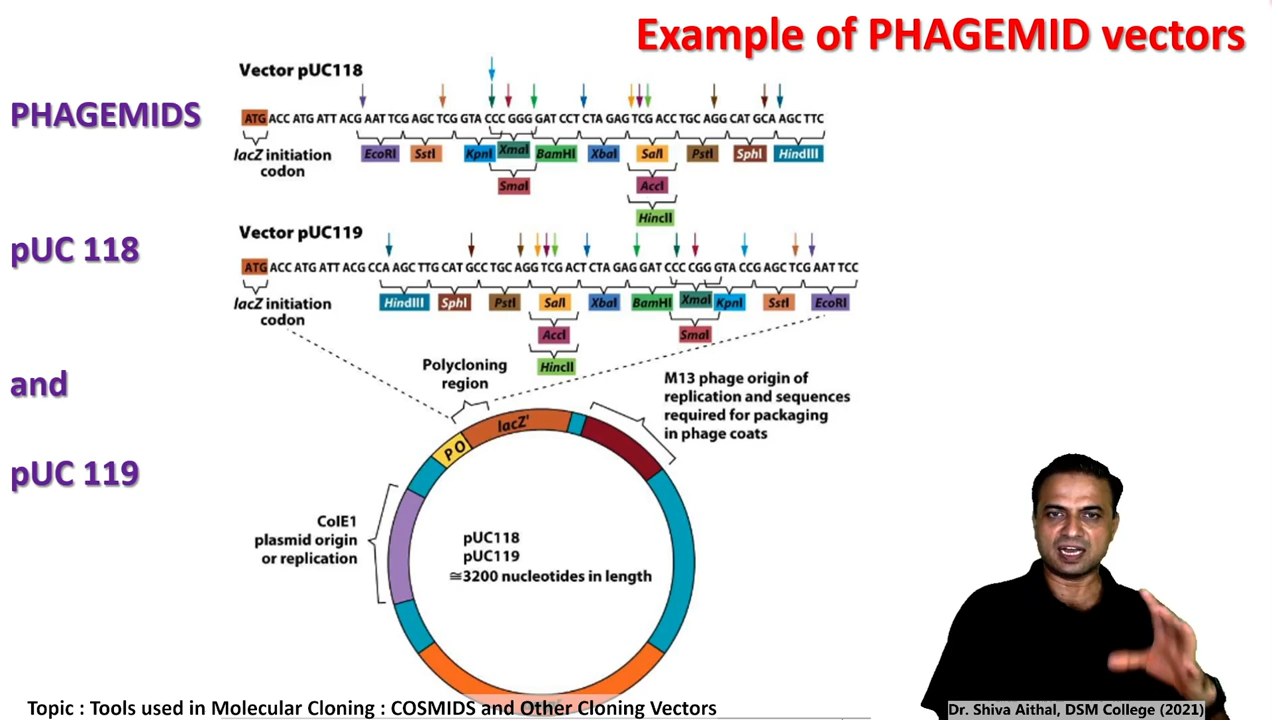 Example of PHAGEMID vectors
PHAGEMIDS
pUC 118
and
pUC 119
Vector pUC118
ATG ACC ATG ATT ACG AAT TCG AGC TCG GTA CCC GGG GAT CCT CTA GAG TCG ACC TGC AGG CAT GCA AGC TTC
lacZ initiation
codon
EcoRI SstI KpnI XmaI BamHI XbaI SalI PstI SphI HindIII
SmaI AccI
HincII
Vector pUC119
ATG ACC ATG ATT ACG CCA AGC TTG CAT GCC TGC AGG TCG ACT CTA GAG GAT CCC CGG GTA CCG AGC TCG AAT TCC
lacZ initiation
codon
HindIII SphI PstI SalI XbaI BamHI XmaI KpnI SstI EcoRI
AccI SmaI
HincII
Polycloning
region
M13 phage origin of
replication and sequences
required for packaging
in phage coats
P O lacZ'
ColE1
plasmid origin
or replication
pUC118
pUC119
≅3200 nucleotides in length
Topic : Tools used in Molecular Cloning : COSMIDS and Other Cloning Vectors
Dr. Shiva Aithal, DSM College (2021)